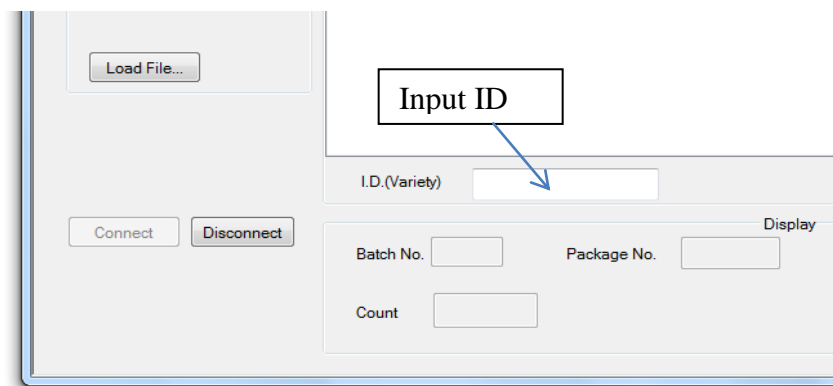 Load File...
Input ID
I.D.(Variety)
Connect Disconnect
Display
Batch No. Package No.
Count